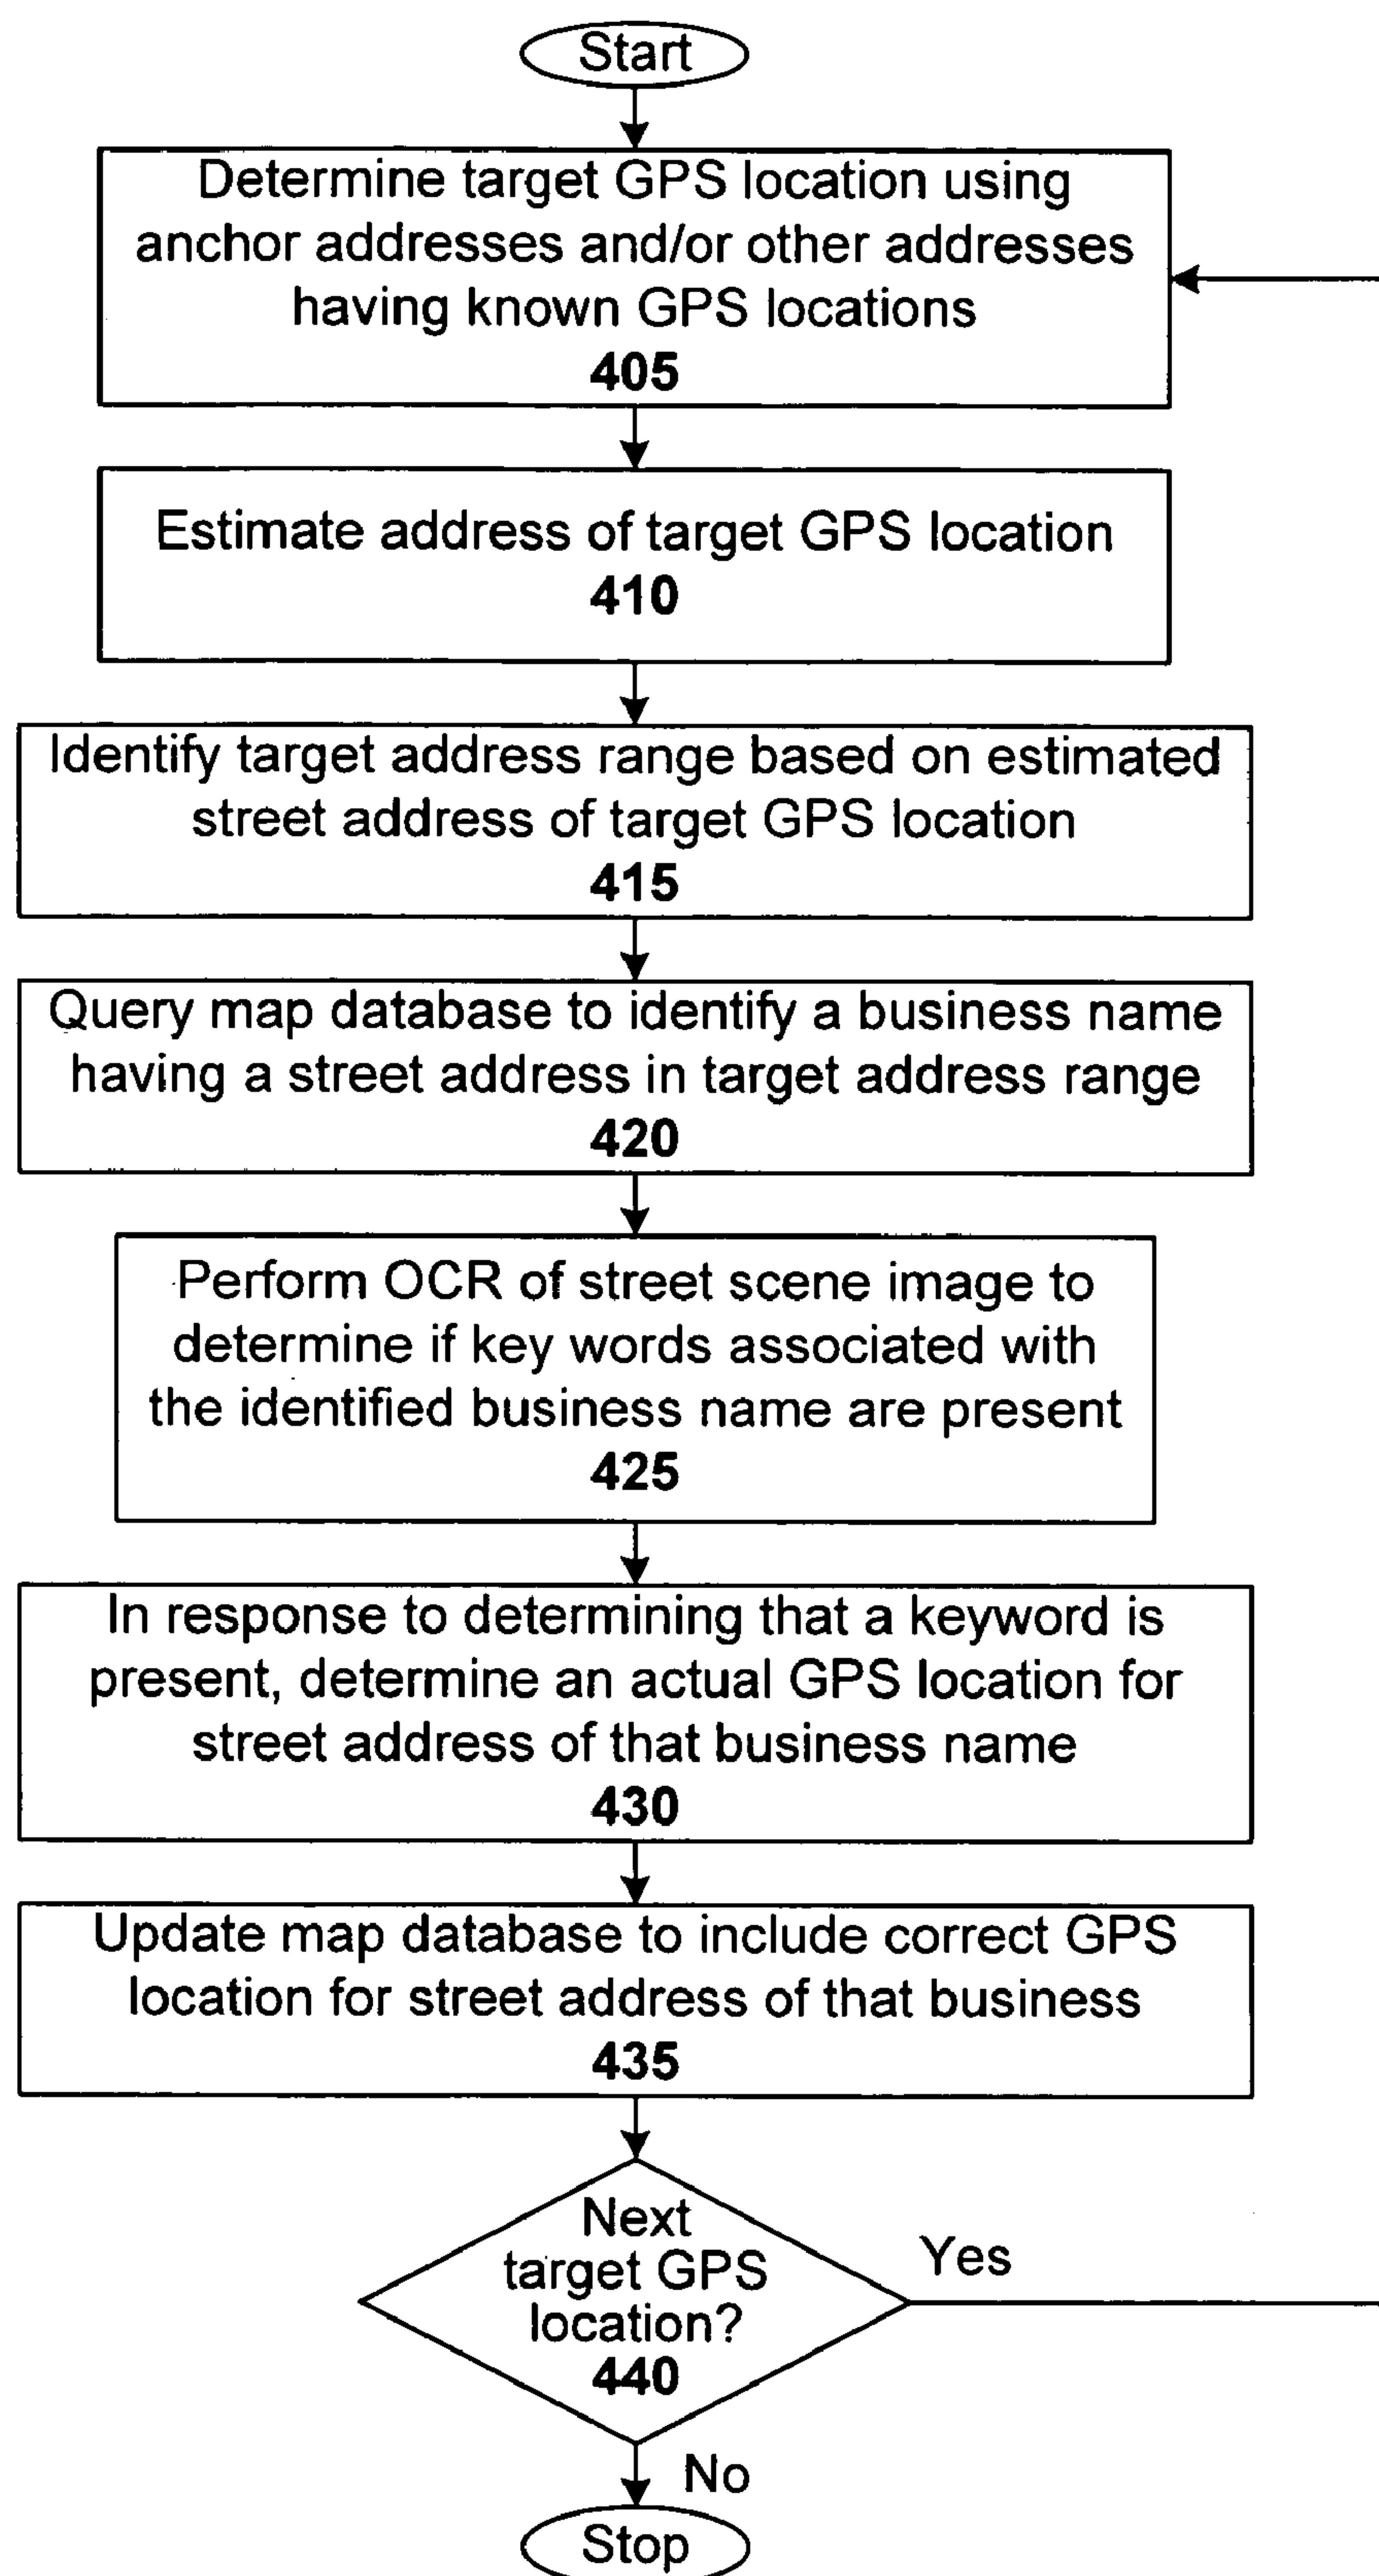 Start
Determine target GPS location using
anchor addresses and/or other addresses
having known GPS locations
405
Estimate address of target GPS location
410
Identify target address range based on estimated
street address of target GPS location
415
Query map database to identify a business name
having a street address in target address range
420
Perform OCR of street scene image to
determine if key words associated with
the identified business name are present
425
In response to determining that a keyword is
present, determine an actual GPS location for
street address of that business name
430
Update map database to include correct GPS
location for street address of that business
435
Next
target GPS
location?
440
Yes
No
Stop